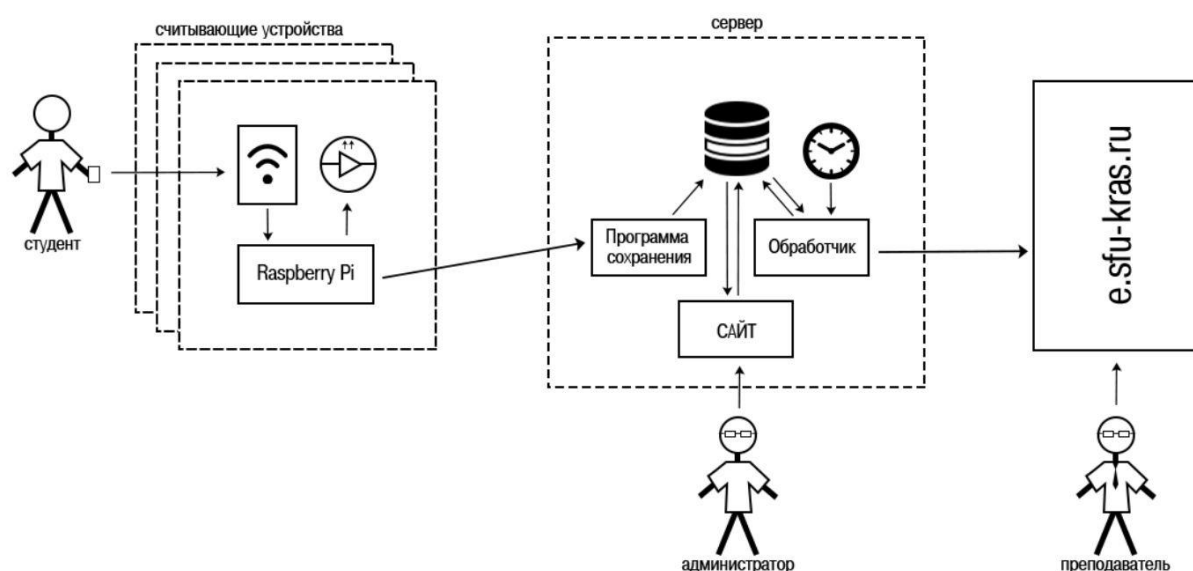 считывающие устройства
сервер
студент
Raspberry Pi
Программа
сохранения
Обработчик
САЙТ
e.sfu-kras.ru
администратор
преподаватель